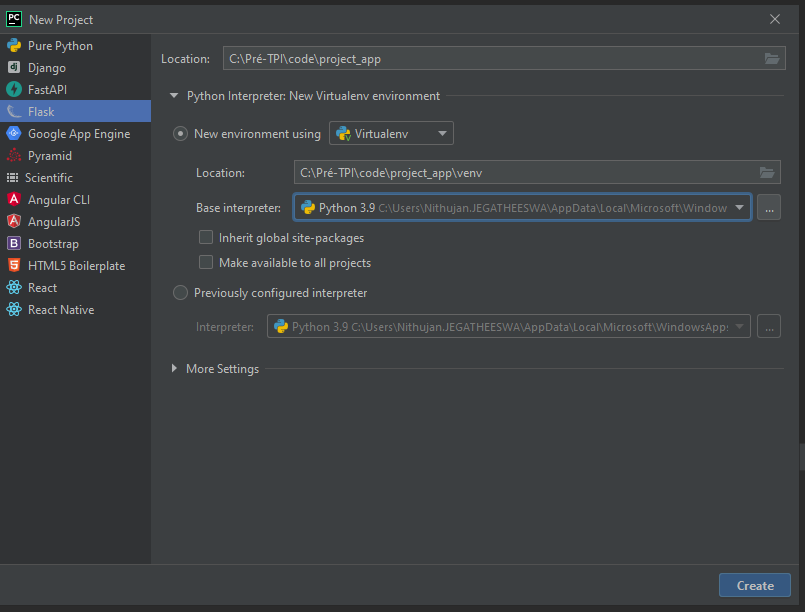 PC New Project
Pure Python
dj Django
FastAPI
Flask
Google App Engine
Pyramid
Scientific
A Angular CLI
A AngularJS
B Bootstrap
5 HTML5 Boilerplate
React
React Native
Location: C:\Pré-TPI\code\project_app
Python Interpreter: New Virtualenv environment
New environment using Virtualenv
Location: C:\Pré-TPI\code\project_app\venv
Base interpreter: Python 3.9 C:\Users\Nithujan.JEGATHEESWA\AppData\Local\Microsoft\Window ...
Inherit global site-packages
Make available to all projects
Previously configured interpreter
Interpreter: Python 3.9 C:\Users\Nithujan.JEGATHEESWA\AppData\Local\Microsoft\WindowsApps ...
More Settings
Create